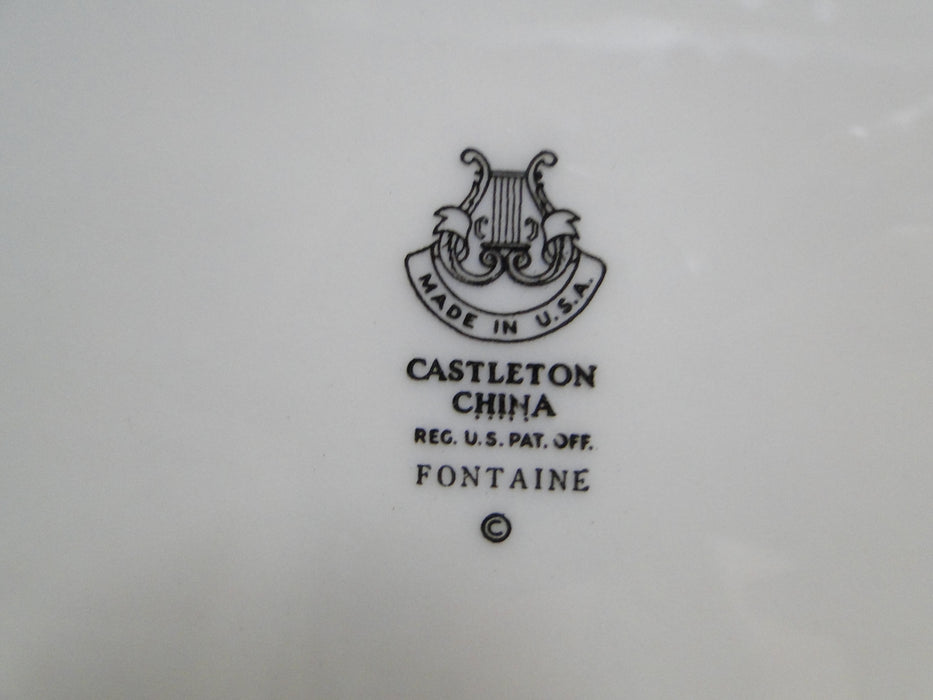 C C
MADE IN U.S.A.
CASTLETON
CHINA
REG. U.S. PAT. OFF.
FONTAINE
©